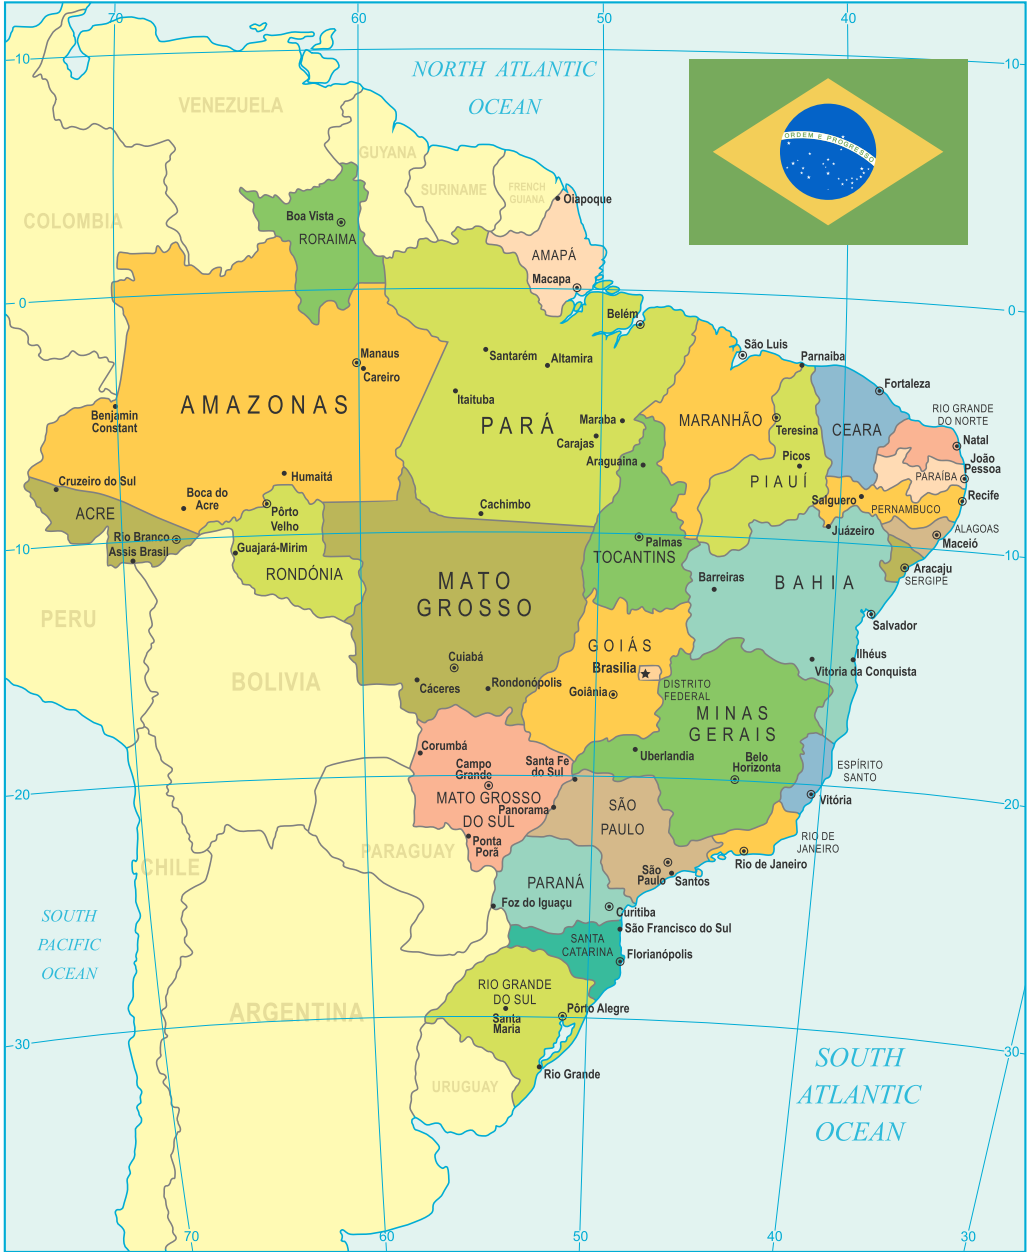 70
60
50
40
10
10
NORTH ATLANTIC
OCEAN
ORDEM E PROGRESSO
VENEZUELA
GUYANA
SURINAME
FRENCH
GUIANA
COLOMBIA
Oiapoque
Boa Vista
RORAIMA
AMAPÁ
Macapa
0
0
Belém
São Luis
Manaus
Careiro
Santarém
Altamira
Parnaiba
Fortaleza
Itaituba
AMAZONAS
Benjamin
Constant
PARÁ
Maraba
Carajas
MARANHÃO
Teresina
CEARA
RIO GRANDE
DO NORTE
Natal
Araguaina
Picos
PIAUÍ
João
Pessoa
PARAÍBA
Cruzeiro do Sul
Humaitá
Boca do
Acre
Salguero
Recife
PERNAMBUCO
Cachimbo
Pôrto
Velho
ACRE
Rio Branco
Assis Brasil
Juázeiro
ALAGOAS
Maceió
10
10
Guajará-Mirim
RONDÓNIA
Palmas
TOCANTINS
Aracaju
SERGIPE
MATO
GROSSO
Barreiras
BAHIA
PERU
Salvador
GOIÁS
Brasilia
DISTRITO
FEDERAL
Ilhéus
Vitoria da Conquista
Cuiabá
Cáceres
Rondonópolis
Goiânia
BOLIVIA
MINAS
GERAIS
Corumbá
Uberlandia
Belo
Horizonta
Santa Fe
do Sul
Campo
Grande
ESPÍRITO
SANTO
20
20
Vitória
MATO GROSSO
DO SUL
Panorama
SÃO
PAULO
RIO DE
JANEIRO
Ponta
Porã
PARAGUAY
CHILE
Rio de Janeiro
São
Paulo
Santos
PARANÁ
Foz do Iguaçu
Curitiba
SOUTH
PACIFIC
OCEAN
São Francisco do Sul
SANTA
CATARINA
Florianópolis
RIO GRANDE
DO SUL
ARGENTINA
Santa
Maria
Pôrto Alegre
30
30
Rio Grande
URUGUAY
SOUTH
ATLANTIC
OCEAN
70
60
50
40
30